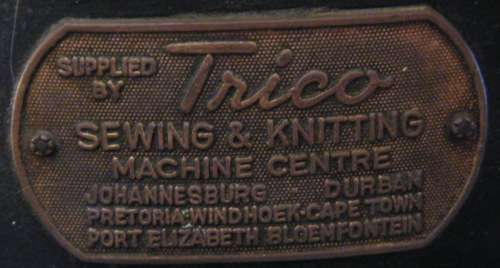 SUPPLIED BY Trico
SEWING & KNITTING
MACHINE CENTRE
JOHANNESBURG - DURBAN
PRETORIA·WINDHOEK·CAPE TOWN
PORT ELIZABETH BLOEMFONTEIN